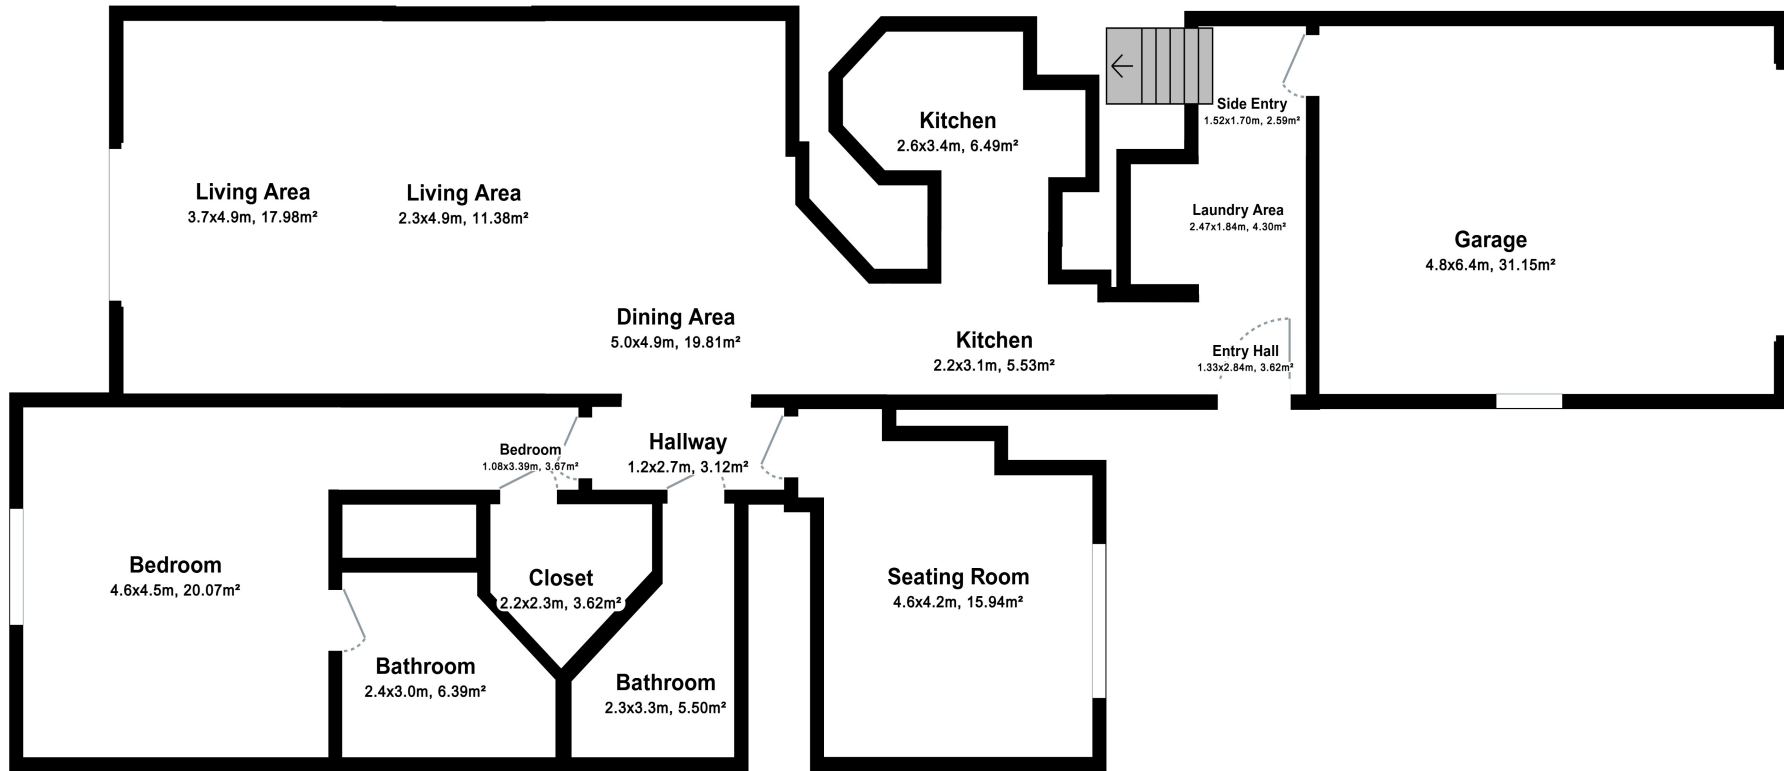 Kitchen
2.6x3.4m, 6.49m²
Side Entry
1.52x1.70m, 2.59m²
Living Area
3.7x4.9m, 17.98m²
Living Area
2.3x4.9m, 11.38m²
Laundry Area
2.47x1.84m, 4.30m²
Garage
4.8x6.4m, 31.15m²
Dining Area
5.0x4.9m, 19.81m²
Kitchen
2.2x3.1m, 5.53m²
Entry Hall
1.33x2.84m, 3.62m²
Bedroom
1.08x3.39m, 3.67m²
Hallway
1.2x2.7m, 3.12m²
Bedroom
4.6x4.5m, 20.07m²
Closet
2.2x2.3m, 3.62m²
Seating Room
4.6x4.2m, 15.94m²
Bathroom
2.4x3.0m, 6.39m²
Bathroom
2.3x3.3m, 5.50m²